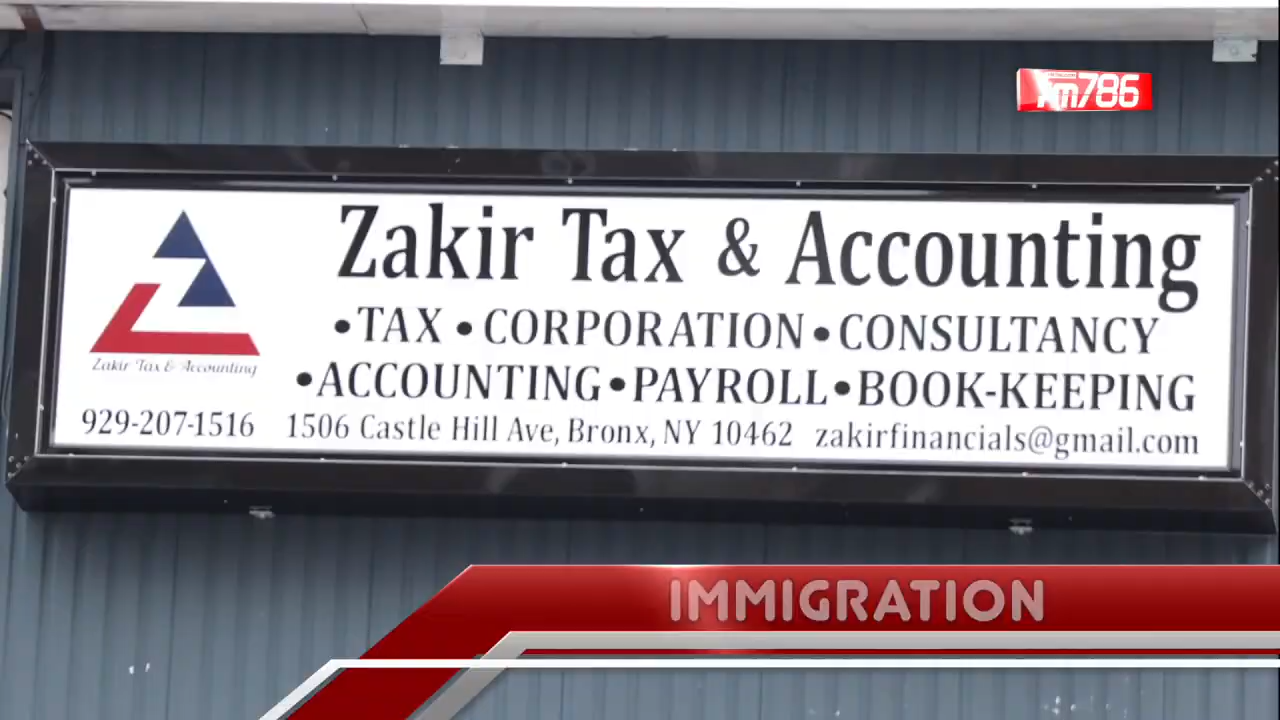 786
Zakir Tax & Accounting
•TAX •CORPORATION•CONSULTANCY
•ACCOUNTING•PAYROLL•BOOK-KEEPING
Zakir Tax & Accounting
929-207-1516 1506 Castle Hill Ave, Bronx, NY 10462 zakirfinancials@gmail.com
IMMIGRATION